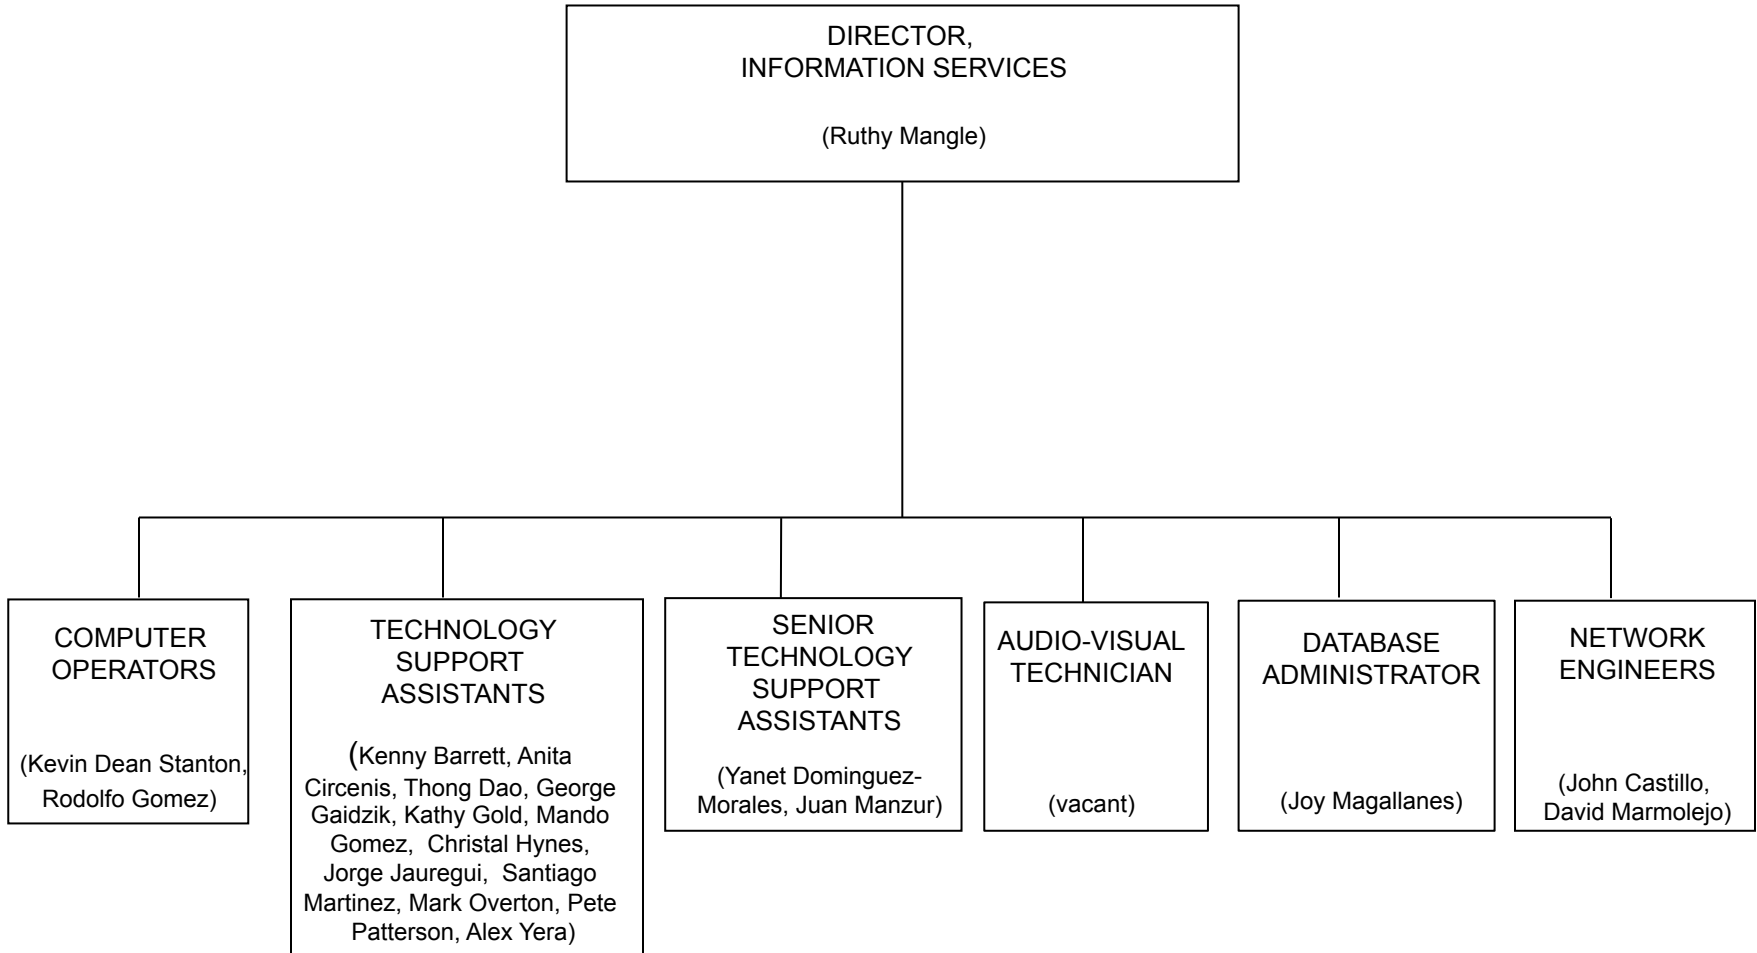 DIRECTOR,
INFORMATION SERVICES
(Ruthy Mangle)
COMPUTER
OPERATORS
(Kevin Dean Stanton,
Rodolfo Gomez)
TECHNOLOGY
SUPPORT
ASSISTANTS
(Kenny Barrett, Anita
Circenis, Thong Dao, George
Gaidzik, Kathy Gold, Mando
Gomez, Christal Hynes,
Jorge Jauregui, Santiago
Martinez, Mark Overton, Pete
Patterson, Alex Yera)
SENIOR
TECHNOLOGY
SUPPORT
ASSISTANTS
(Yanet Dominguez-
Morales, Juan Manzur)
AUDIO-VISUAL
TECHNICIAN
(vacant)
DATABASE
ADMINISTRATOR
(Joy Magallanes)
NETWORK
ENGINEERS
(John Castillo,
David Marmolejo)